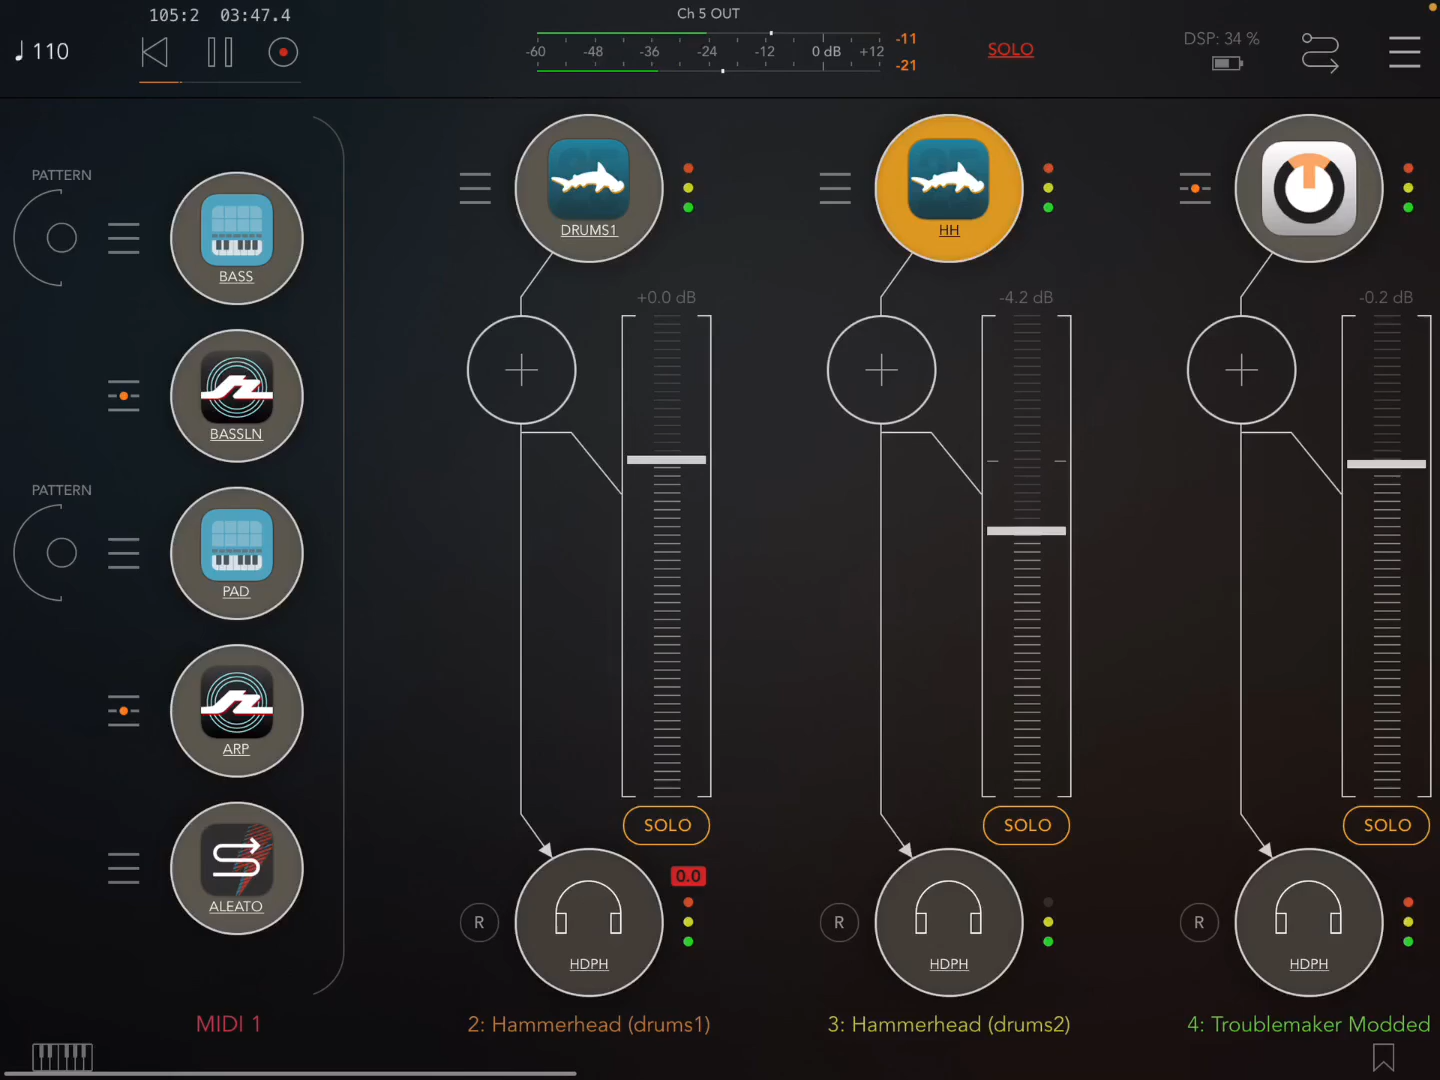 105:2 03:47.4
110
Ch 5 OUT
-60 -48 -36 -24 -12 0 dB +12
-11
-21
SOLO
DSP: 34 %
PATTERN
BASS
BASSLN
PATTERN
PAD
ARP
ALEATO
MIDI 1
DRUMS1
+0.0 dB
SOLO
0.0
R
HDPH
2: Hammerhead (drums1)
HH
-4.2 dB
SOLO
R
HDPH
3: Hammerhead (drums2)
-0.2 dB
SOLO
R
HDPH
4: Troublemaker Modded